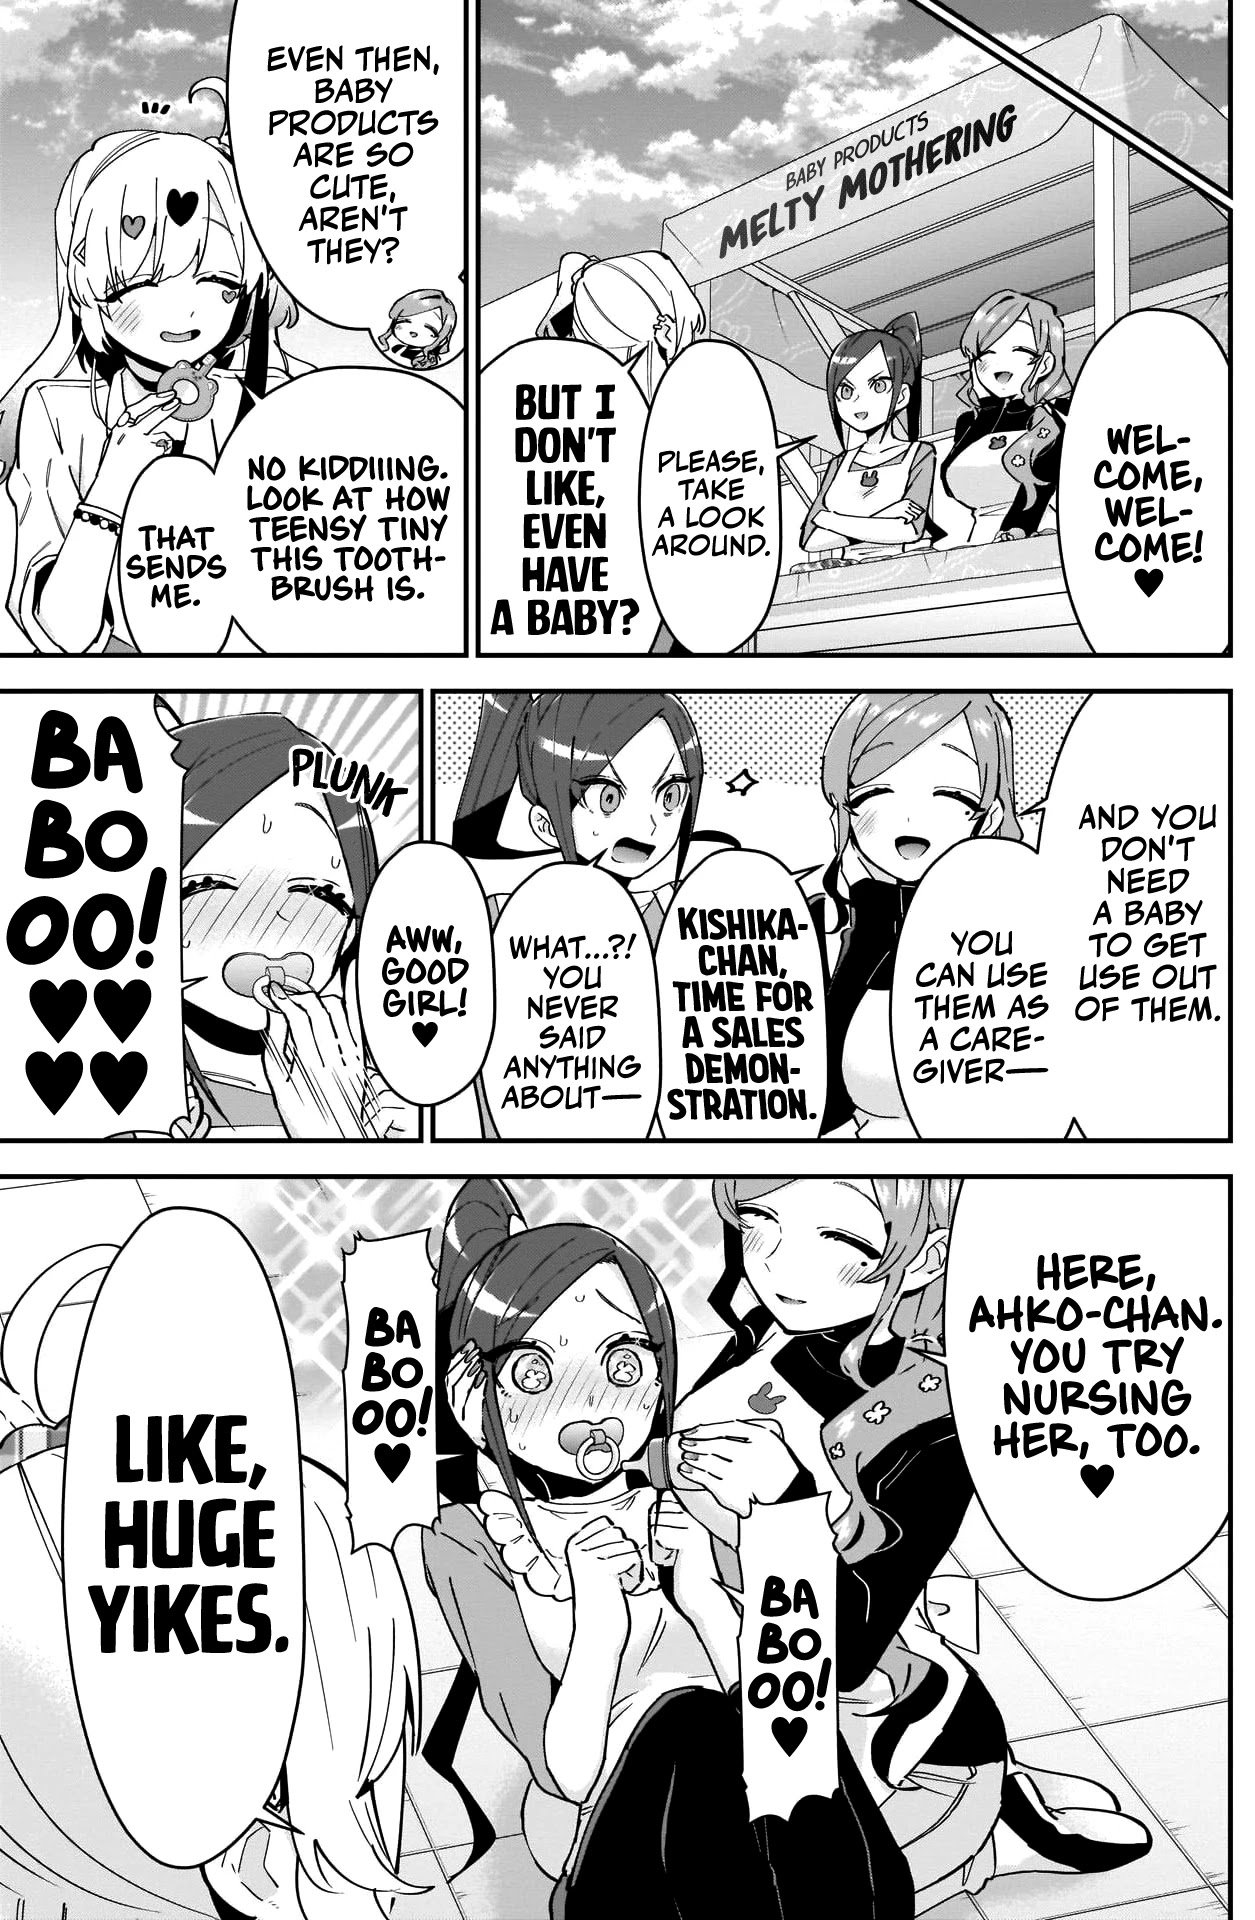 BABY PRODUCTS
MELTY MOTHERING
WEL-
COME,
WEL-
COME!
♥
PLEASE,
TAKE
A LOOK
AROUND.
BUT I
DON'T
LIKE,
EVEN
HAVE
A BABY?
EVEN THEN,
BABY
PRODUCTS
ARE SO
CUTE,
AREN'T
THEY?
NO KIDDIIING.
LOOK AT HOW
TEENSY TINY
THIS TOOTH-
BRUSH IS.
THAT
SENDS
ME.
AND YOU
DON'T
NEED
A BABY
TO GET
USE OUT
OF THEM.
YOU
CAN USE
THEM AS
A CARE-
GIVER—
KISHIKA-
CHAN,
TIME FOR
A SALES
DEMON-
STRATION.
WHAT...?!
YOU
NEVER
SAID
ANYTHING
ABOUT—
AWW,
GOOD
GIRL!
♥
PLUNK
BA
BO
OO!
♥♥
♥♥
HERE,
AHKO-CHAN.
YOU TRY
NURSING
HER, TOO.
♥
BA
BO
OO!
♥
BA
BO
OO!
♥
LIKE,
HUGE
YIKES.